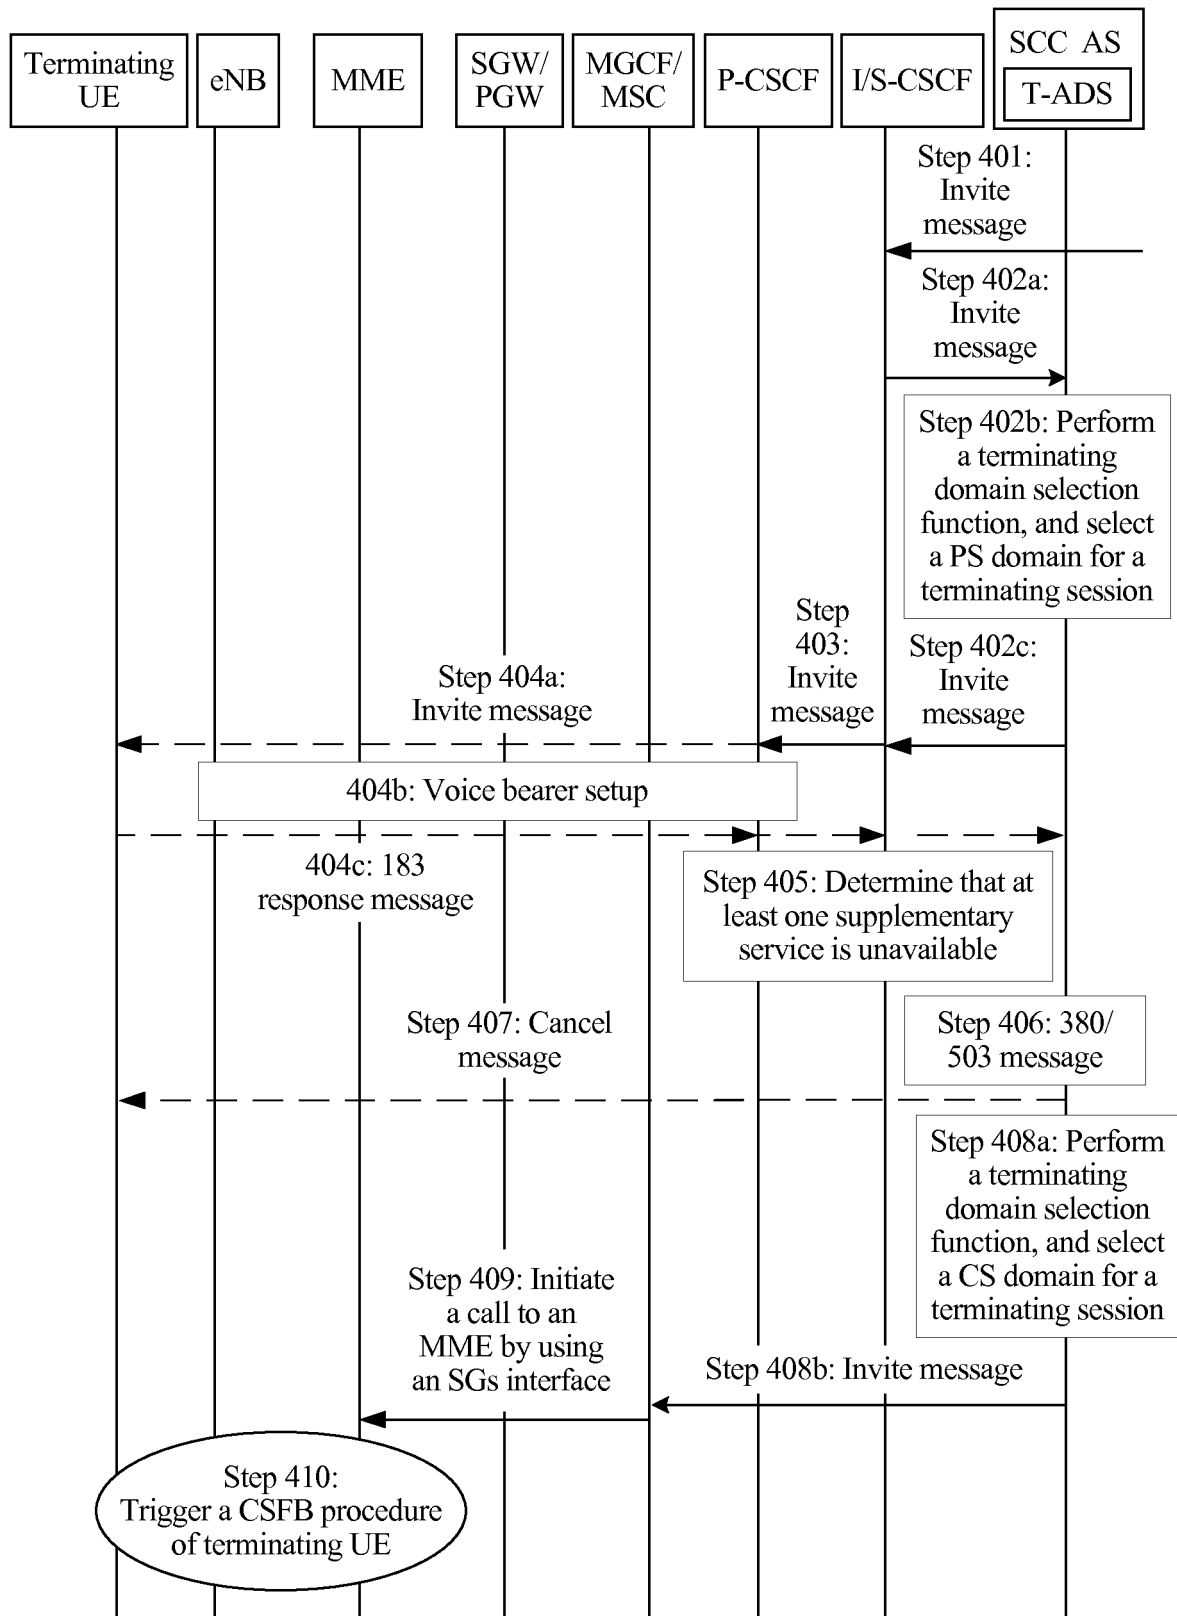 Terminating
UE
eNB
MME
SGW/
PGW
MGCF/
MSC
P-CSCF
I/S-CSCF
SCC AS
T-ADS
Step 401:
Invite
message
Step 402a:
Invite
message
Step 402b: Perform
a terminating
domain selection
function, and select
a PS domain for a
terminating session
Step 402c:
Invite
message
Step
403:
Invite
message
Step 404a:
Invite message
404b: Voice bearer setup
404c: 183
response message
Step 405: Determine that at
least one supplementary
service is unavailable
Step 406: 380/
503 message
Step 407: Cancel
message
Step 408a: Perform
a terminating
domain selection
function, and select
a CS domain for a
terminating session
Step 408b: Invite message
Step 409: Initiate
a call to an
MME by using
an SGs interface
Step 410:
Trigger a CSFB procedure
of terminating UE